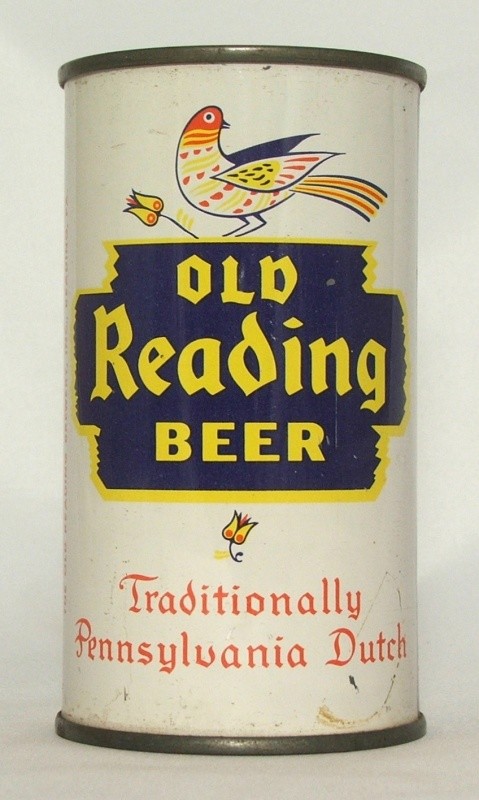 OLD
Reading
BEER
Traditionally
Pennsylvania Dutch